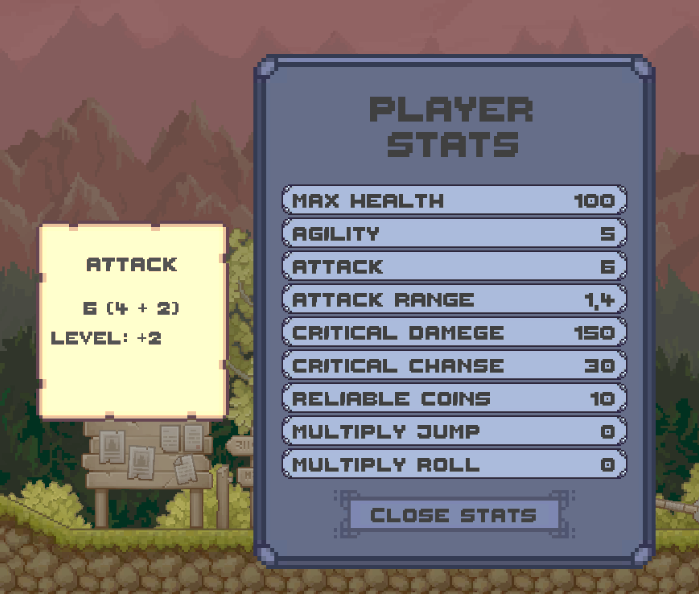 PLAYER
STATS
MAX HEALTH 100
AGILITY 5
ATTACK 6
ATTACK RANGE 1,4
CRITICAL DAMEGE 150
CRITICAL CHANSE 30
RELIABLE COINS 10
MULTIPLY JUMP 0
MULTIPLY ROLL 0
CLOSE STATS
ATTACK
6 (4 + 2)
LEVEL: +2